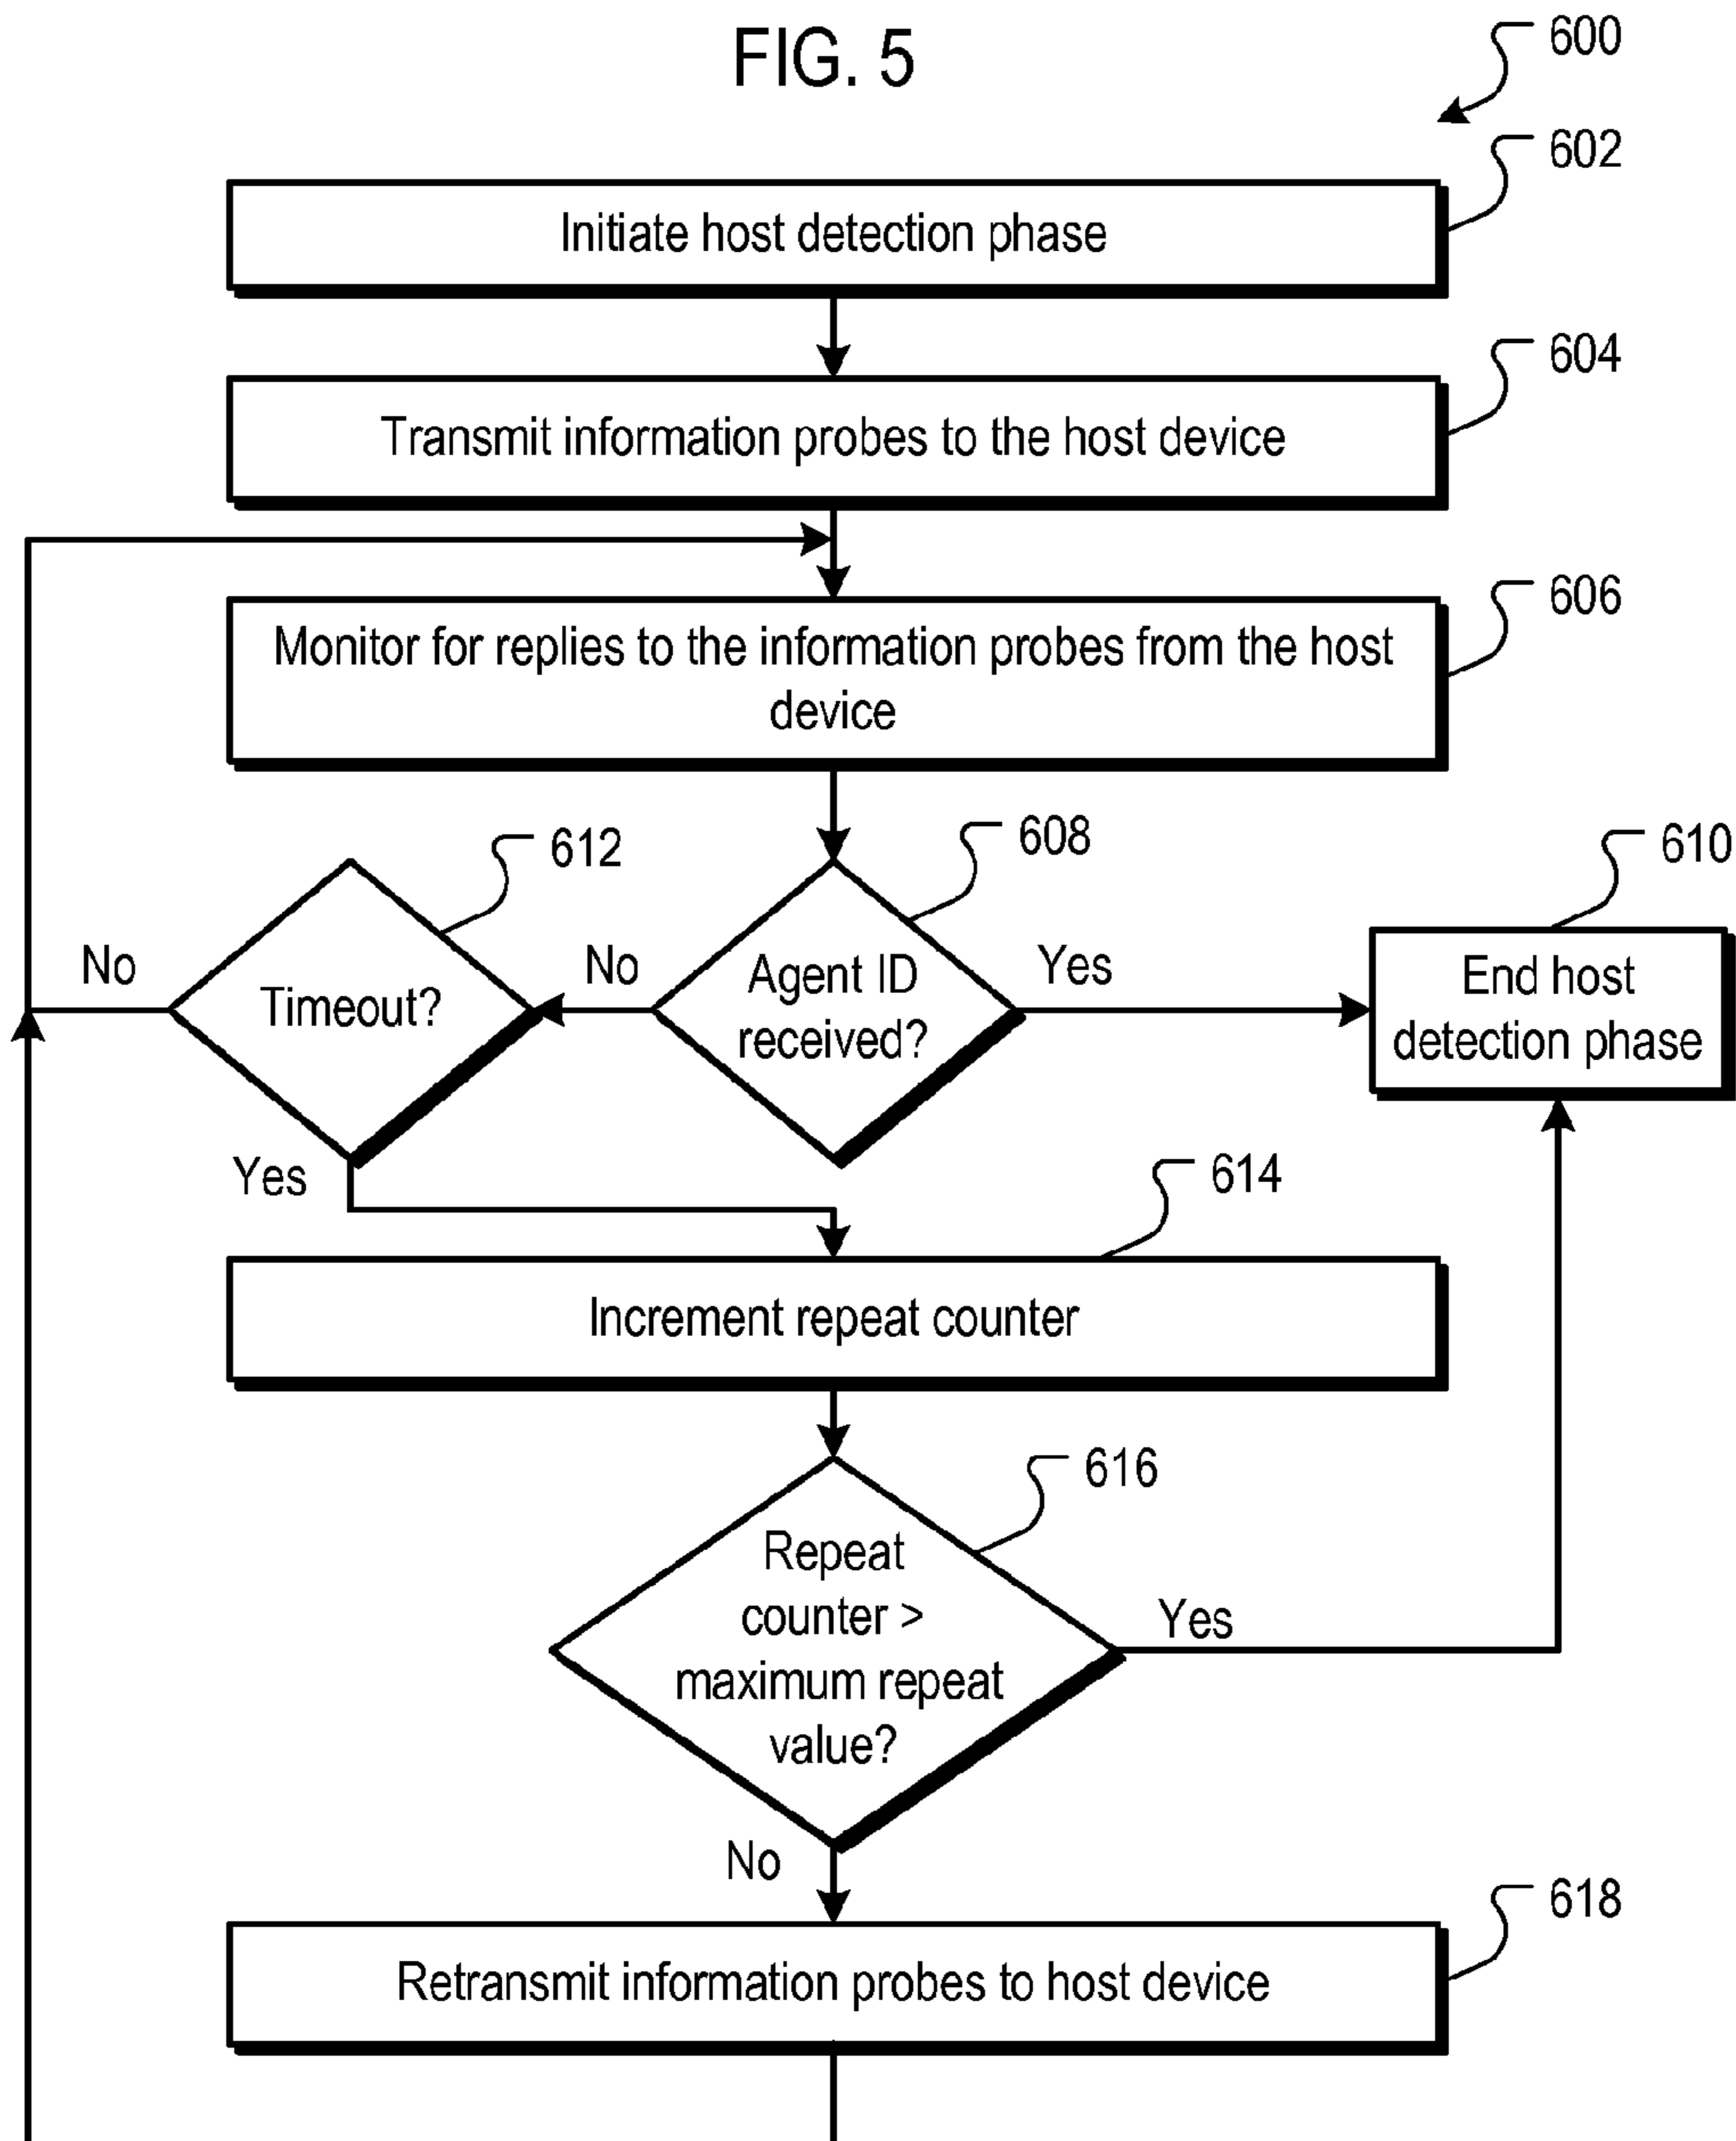 FIG. 5
600
602
Initiate host detection phase
604
Transmit information probes to the host device
606
Monitor for replies to the information probes from the host
device
612
608
610
No
Timeout?
No
Agent ID
received?
Yes
End host
detection phase
Yes
614
Increment repeat counter
616
Repeat
counter >
maximum repeat
value?
Yes
No
618
Retransmit information probes to host device